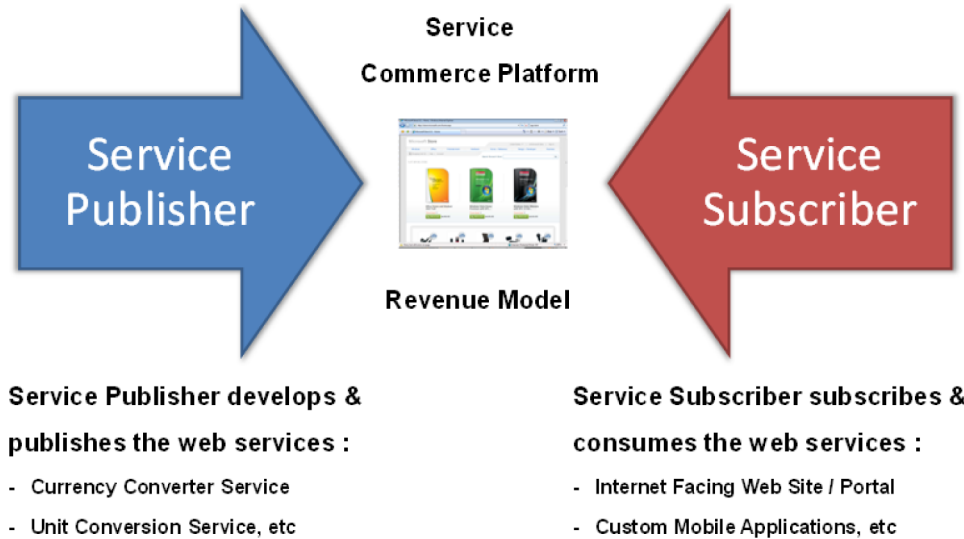 Service
Commerce Platform
Service
Publisher
Service
Subscriber
Revenue Model
Service Publisher develops &
publishes the web services :
- Currency Converter Service
- Unit Conversion Service, etc
Service Subscriber subscribes &
consumes the web services :
- Internet Facing Web Site / Portal
- Custom Mobile Applications, etc